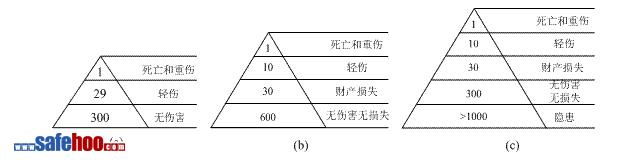 1 死亡和重伤
29 轻伤
300 无伤害
www.safehoo.com
1 死亡和重伤
10 轻伤
30 财产损失
600 无伤害无损失
(b)
1 死亡和重伤
10 轻伤
30 财产损失
300 无伤害
无损失
>1000 隐患
(c)